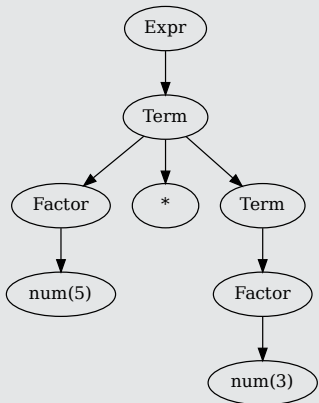 Expr
Term
Factor
*
Term
num(5)
Factor
num(3)